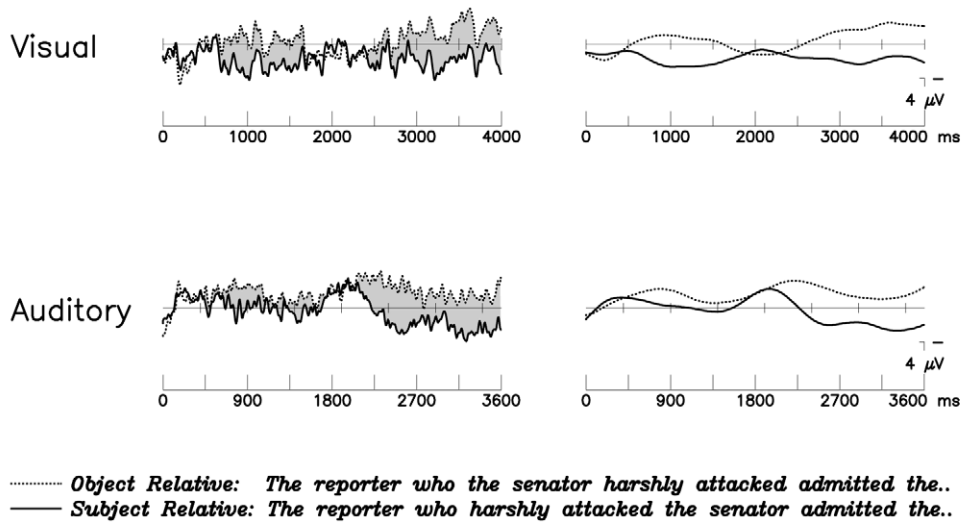 Visual
4 µV
0 1000 2000 3000 4000 0 1000 2000 3000 4000 ms
Auditory
4 µV
0 900 1800 2700 3600 0 900 1800 2700 3600 ms
Object Relative: The reporter who the senator harshly attacked admitted the..
Subject Relative: The reporter who harshly attacked the senator admitted the..